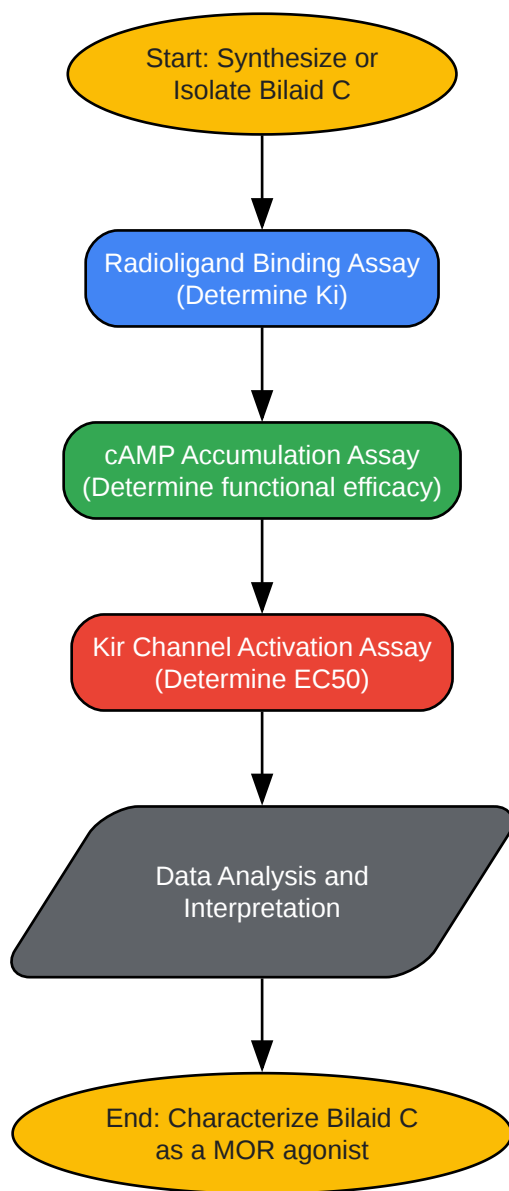 Start: Synthesize or
Isolate Bilaid C
Radioligand Binding Assay
(Determine Ki)
cAMP Accumulation Assay
(Determine functional efficacy)
Kir Channel Activation Assay
(Determine EC50)
Data Analysis and
Interpretation
End: Characterize Bilaid C
as a MOR agonist